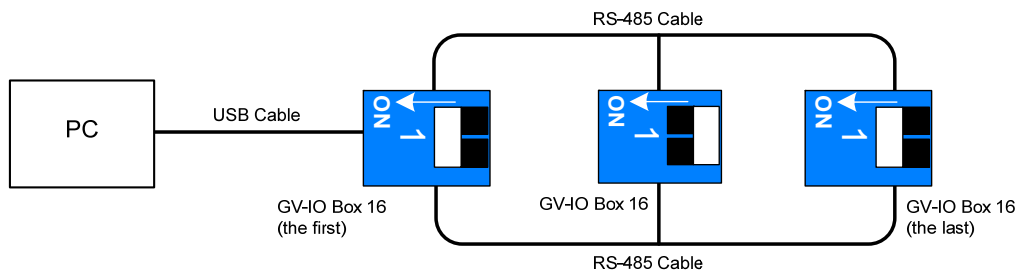 RS-485 Cable
PC
USB Cable
ON
1
ON
1
ON
1
GV-IO Box 16
(the first)
GV-IO Box 16
GV-IO Box 16
(the last)
RS-485 Cable